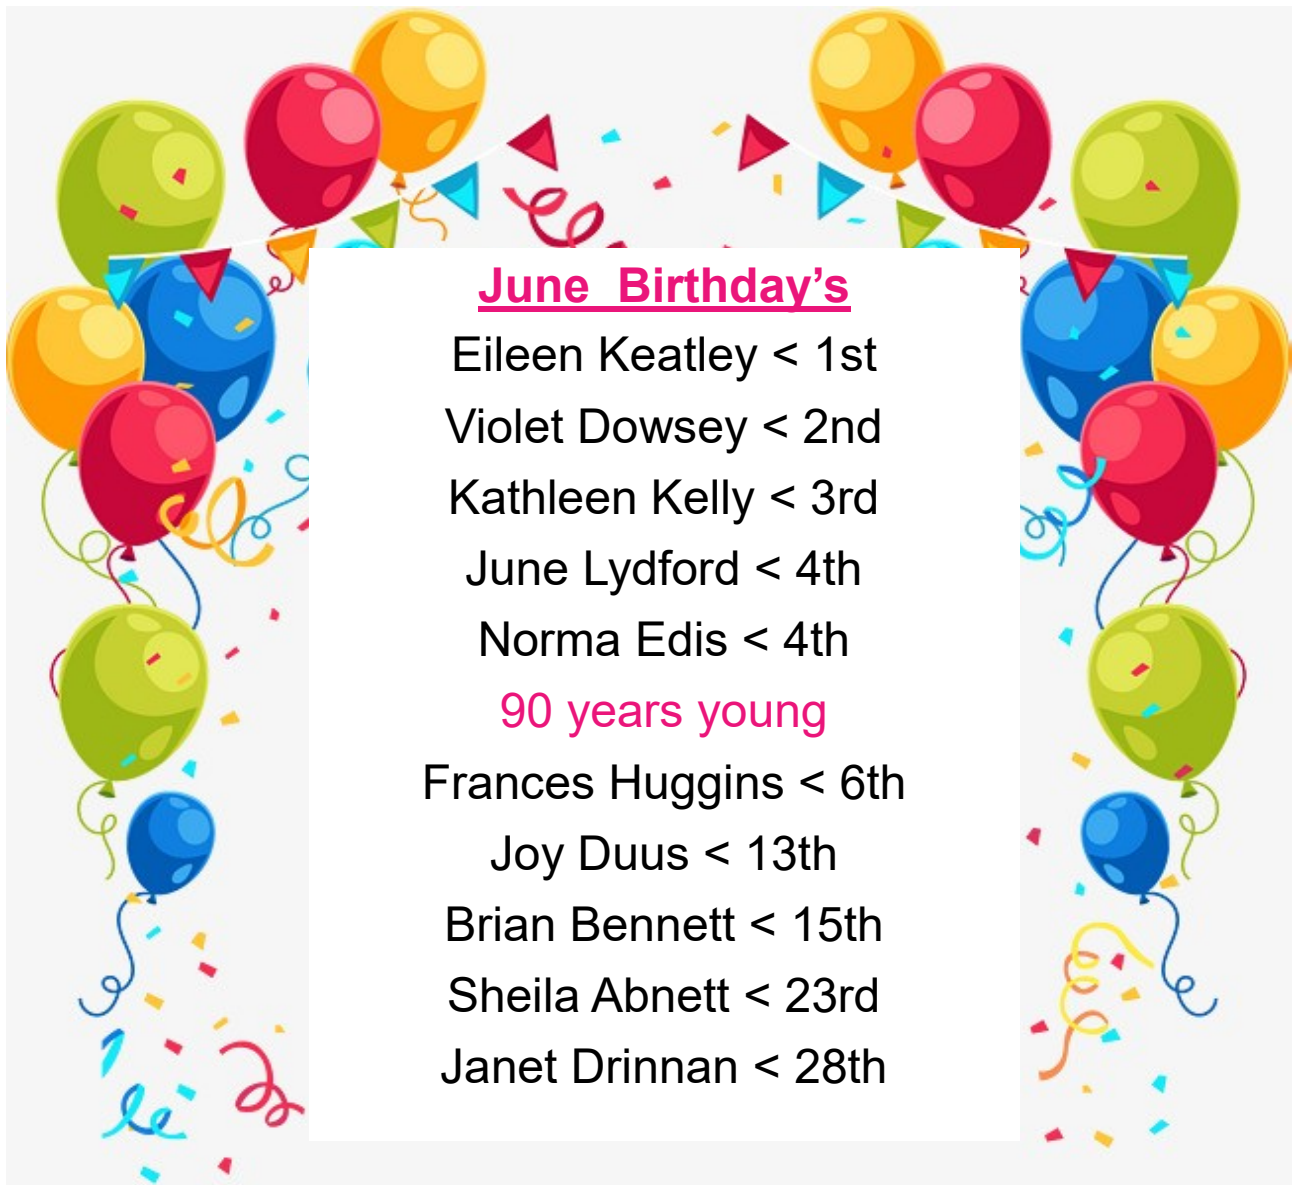 June  Birthday’s
Eileen Keatley < 1st
Violet Dowsey < 2nd
Kathleen Kelly < 3rd
June Lydford < 4th
Norma Edis < 4th
90 years young
Frances Huggins < 6th
Joy Duus < 13th
Brian Bennett < 15th
Sheila Abnett < 23rd
Janet Drinnan < 28th